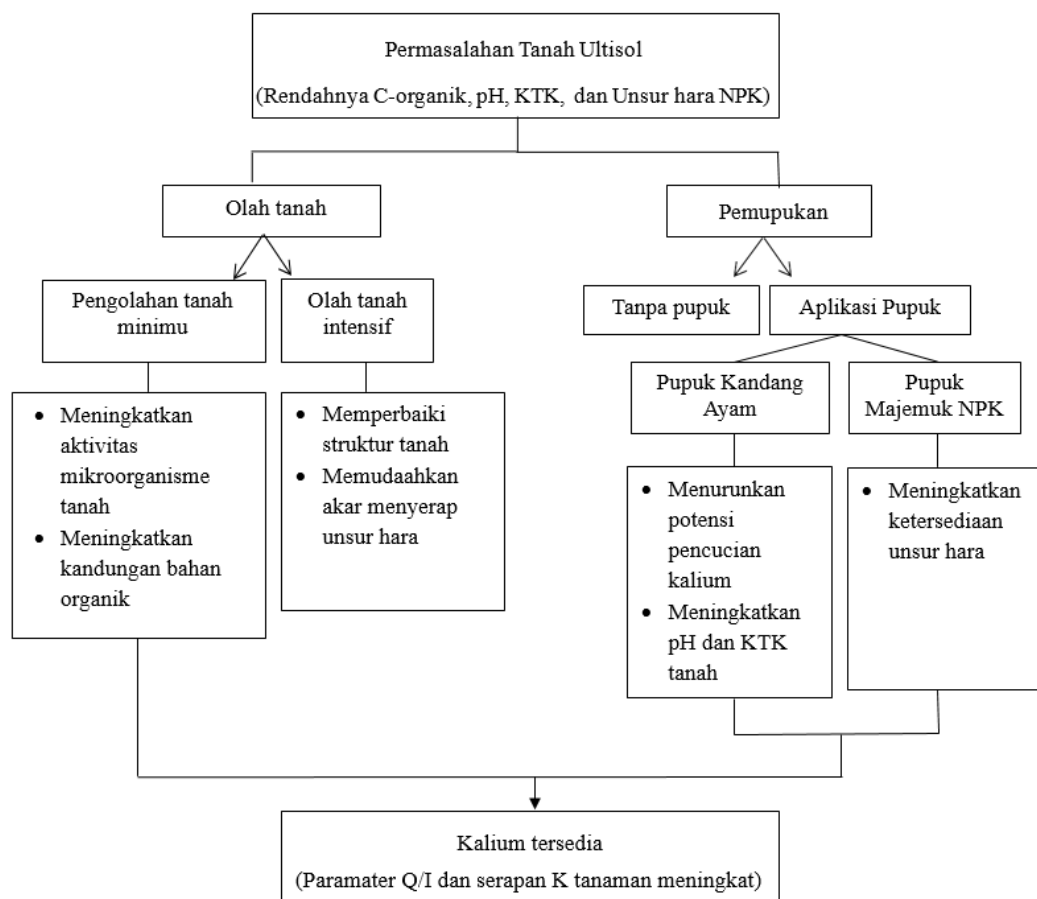 Permasalahan Tanah Ultisol
(Rendahnya C-organik, pH, KTK, dan Unsur hara NPK)
Olah tanah
Pemupukan
Pengolahan tanah
minimu
Olah tanah
intensif
Tanpa pupuk
Aplikasi Pupuk
Pupuk Kandang
Ayam
Pupuk
Majemuk NPK
• Meningkatkan
aktivitas
mikroorganisme
tanah
• Meningkatkan
kandungan bahan
organik
• Memperbaiki
struktur tanah
• Memudaahkan
akar menyerap
unsur hara
• Menurunkan
potensi
pencucian
kalium
• Meningkatkan
pH dan KTK
tanah
• Meningkatkan
ketersediaan
unsur hara
Kalium tersedia
(Paramater Q/I dan serapan K tanaman meningkat)